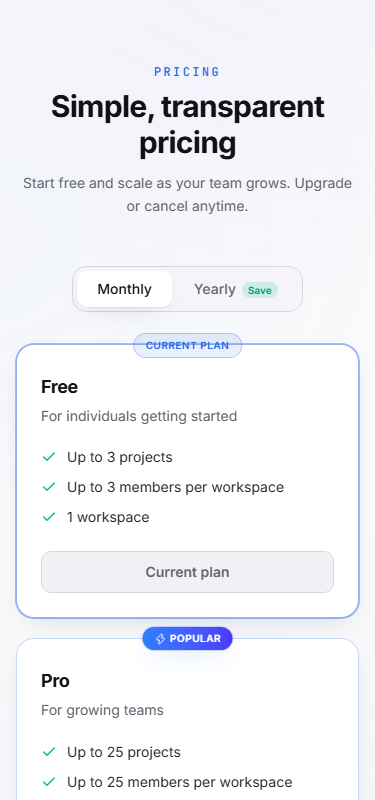 PRICING
Simple, transparent
pricing
Start free and scale as your team grows. Upgrade
or cancel anytime.
Monthly
Yearly Save
CURRENT PLAN
Free
For individuals getting started
Up to 3 projects
Up to 3 members per workspace
1 workspace
Current plan
POPULAR
Pro
For growing teams
Up to 25 projects
Up to 25 members per workspace